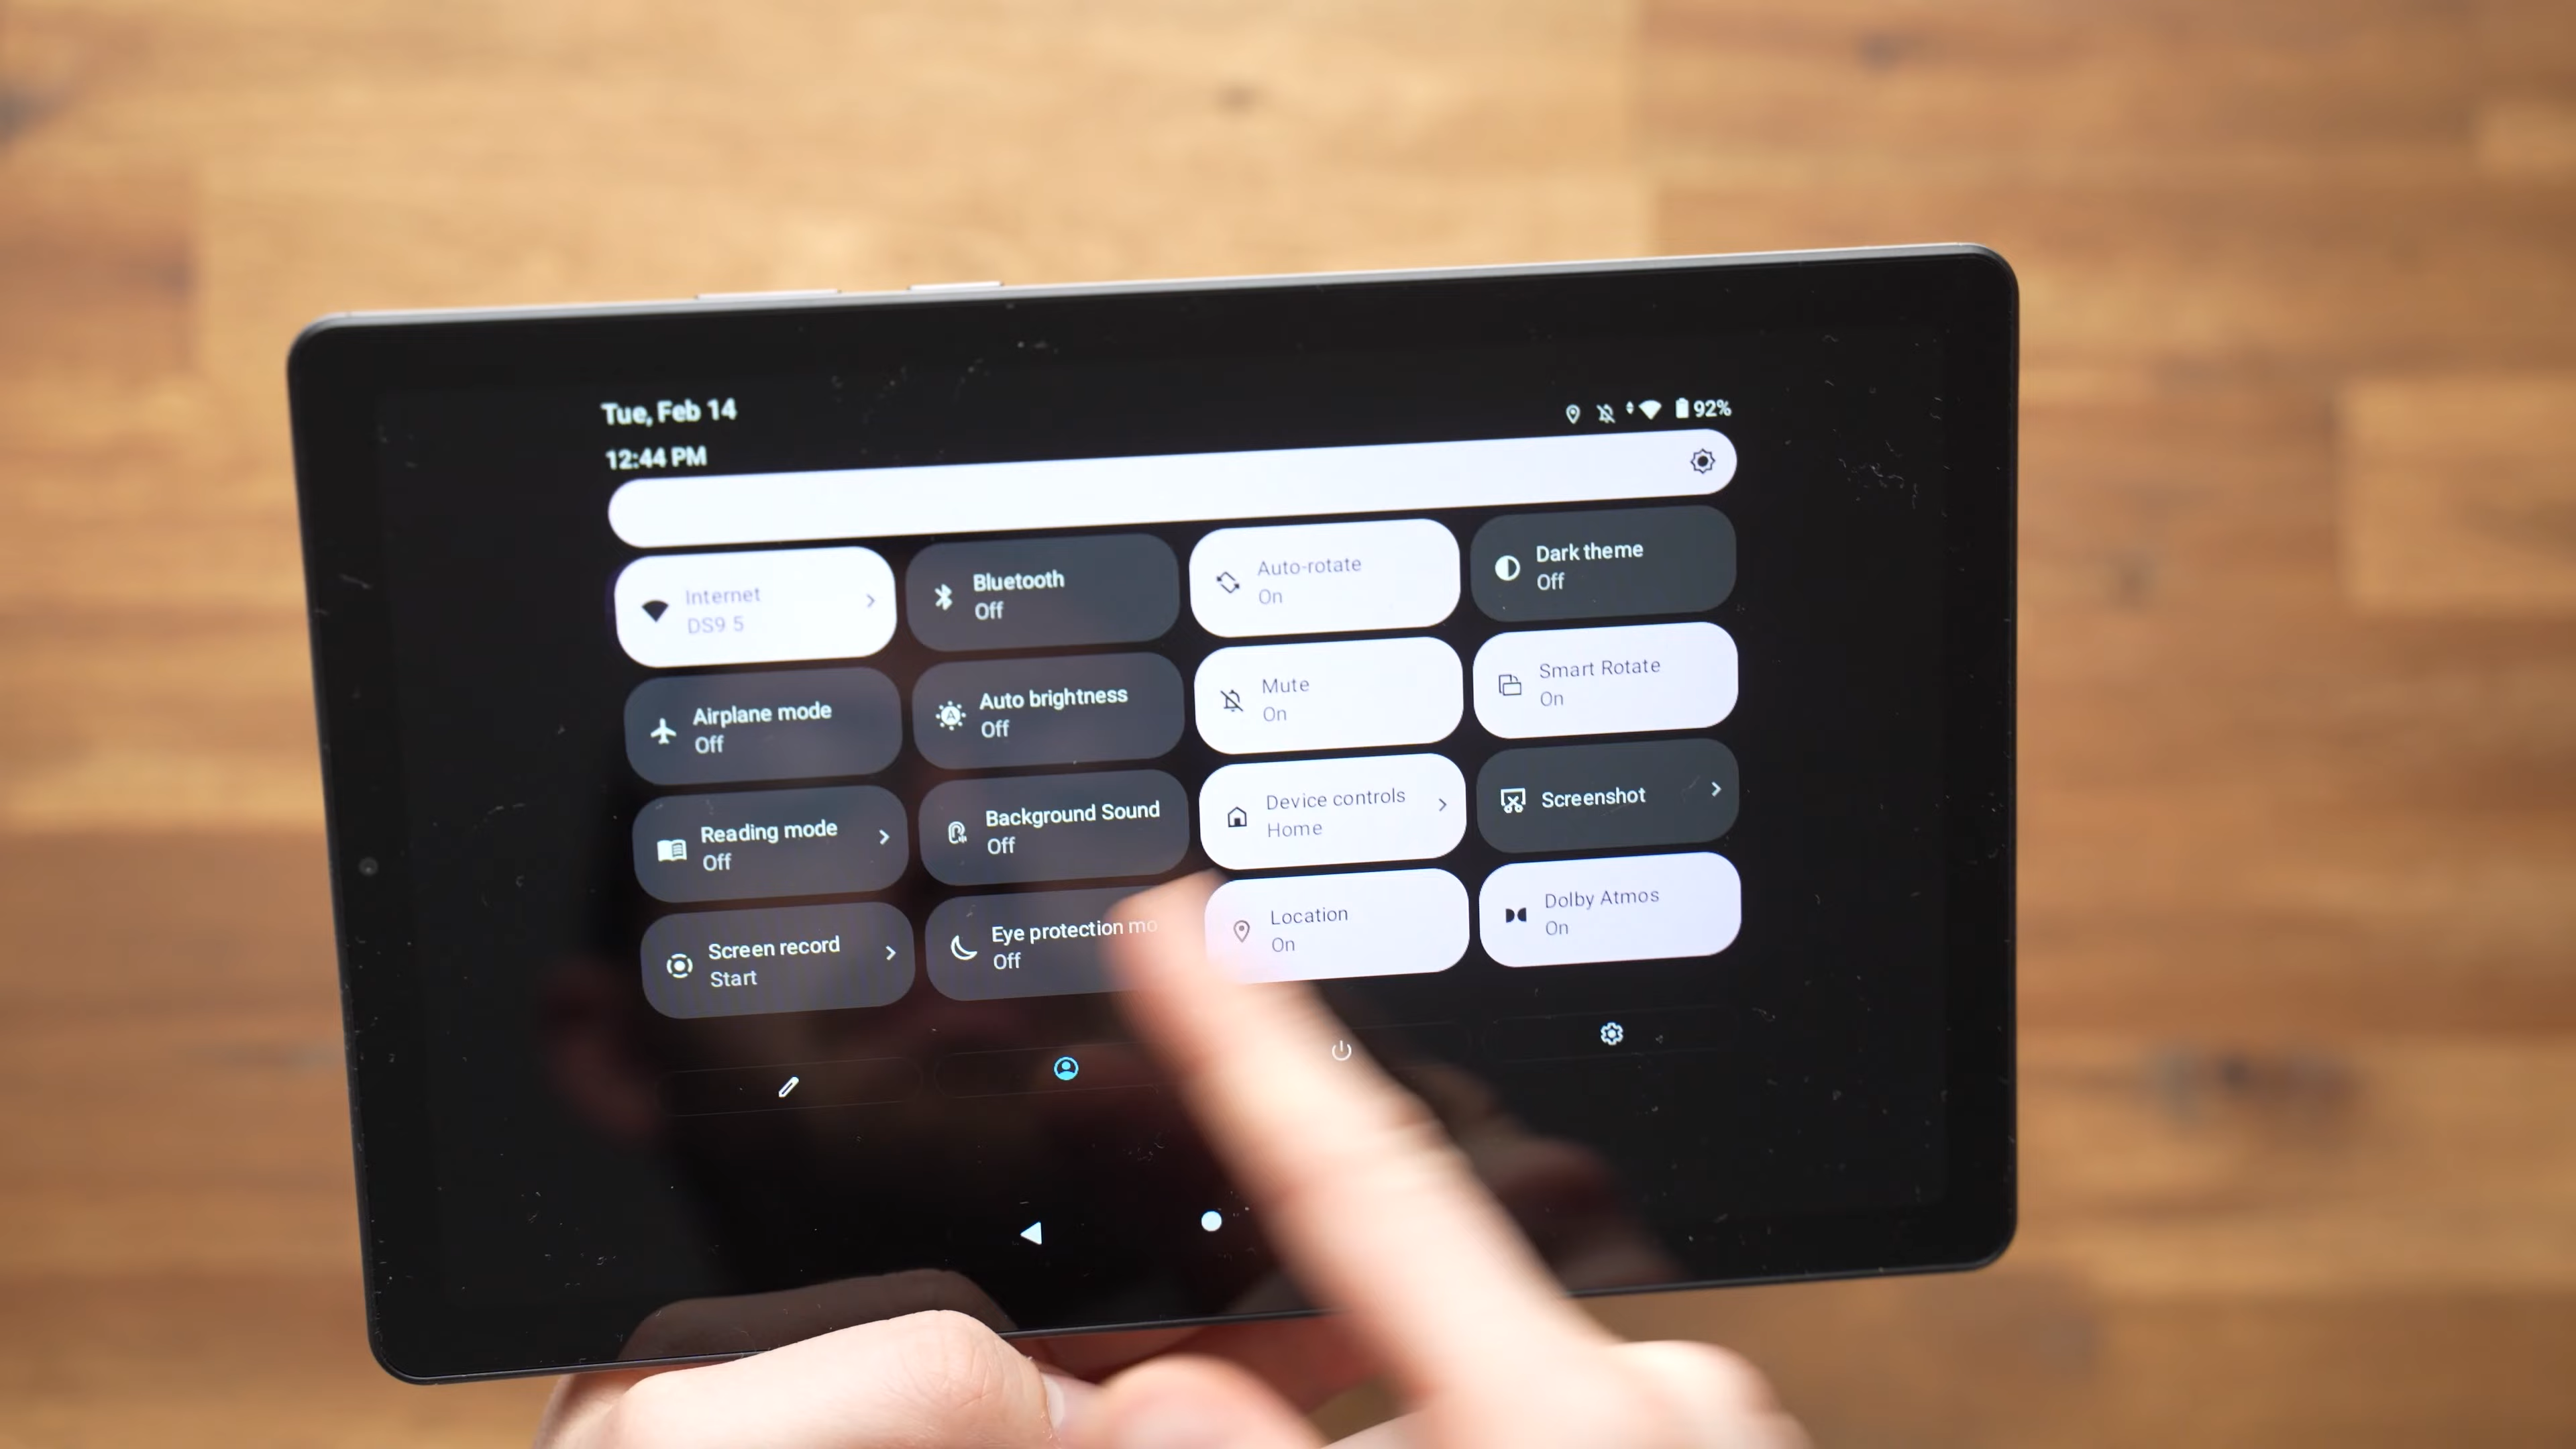 Tue, Feb 14
92%
12:44 PM
Internet
DS9 5
Bluetooth
Off
Auto-rotate
On
Dark theme
Off
Airplane mode
Off
Auto brightness
Off
Mute
On
Smart Rotate
On
Reading mode
Off
Background Sound
Off
Device controls
Home
Screenshot
Screen record
Start
Eye protection mo
Off
Location
On
Dolby Atmos
On